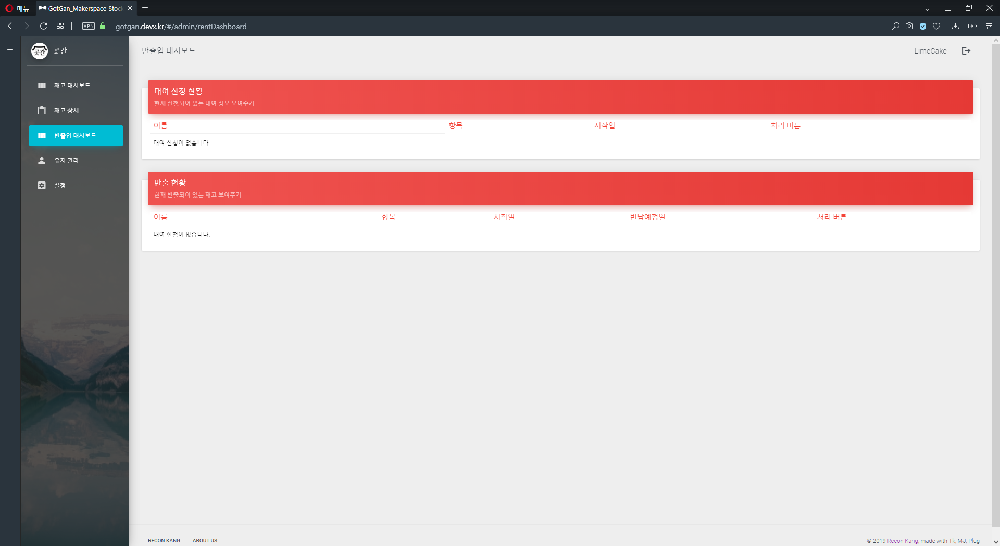 메뉴
GotGan_Makerspace Stock
VPN
gotgan.devx.kr/#/admin/rentDashboard
곳간
곳간
재고 대시보드
재고 상세
반출입 대시보드
유저 관리
설정
반출입 대시보드
LimeCake
대여 신청 현황
현재 신청되어 있는 대여 정보 보여주기
이름 항목 시작일 처리 버튼
대여 신청이 없습니다.
반출 현황
현재 반출되어 있는 재고 보여주기
이름 항목 시작일 반납예정일 처리 버튼
대여 신청이 없습니다.
RECON KANG ABOUT US
© 2019 Recon Kang, made with Tk, MJ, Plug